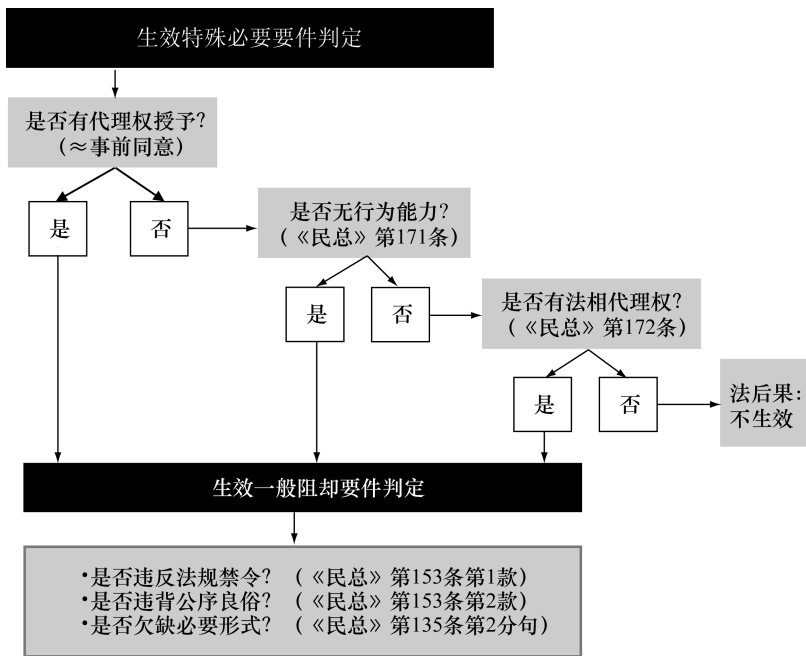 生效特殊必要要件判定
是否有代理权授予？
（≈事前同意）
是
否
是否无行为能力？
（《民总》第171条）
是
否
是否有法相代理权？
（《民总》第172条）
是
否
法后果：
不生效
生效一般阻却要件判定
·是否违反法规禁令？（《民总》第153条第1款）
·是否违背公序良俗？（《民总》第153条第2款）
·是否欠缺必要形式？（《民总》第135条第2分句）